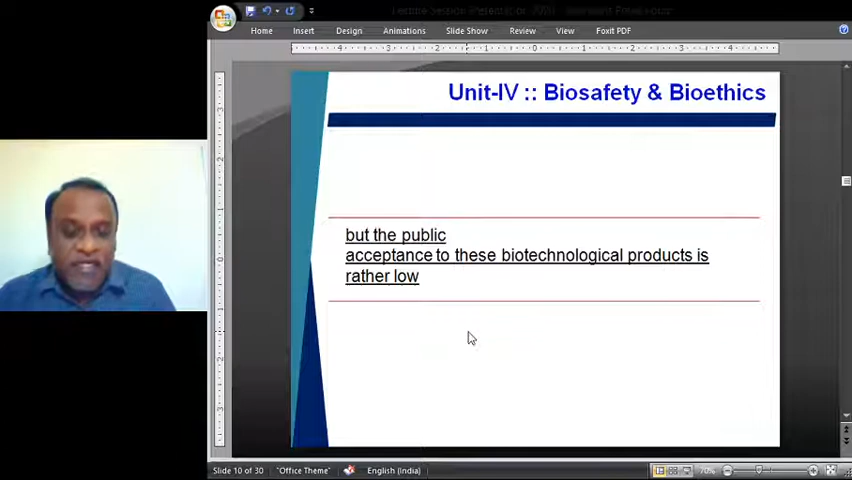 Home Insert Design Animations Slide Show Review View Foxit PDF
Unit-IV :: Biosafety & Bioethics
but the public
acceptance to these biotechnological products is
rather low
Slide 10 of 30 "Office Theme" English (India) 70%